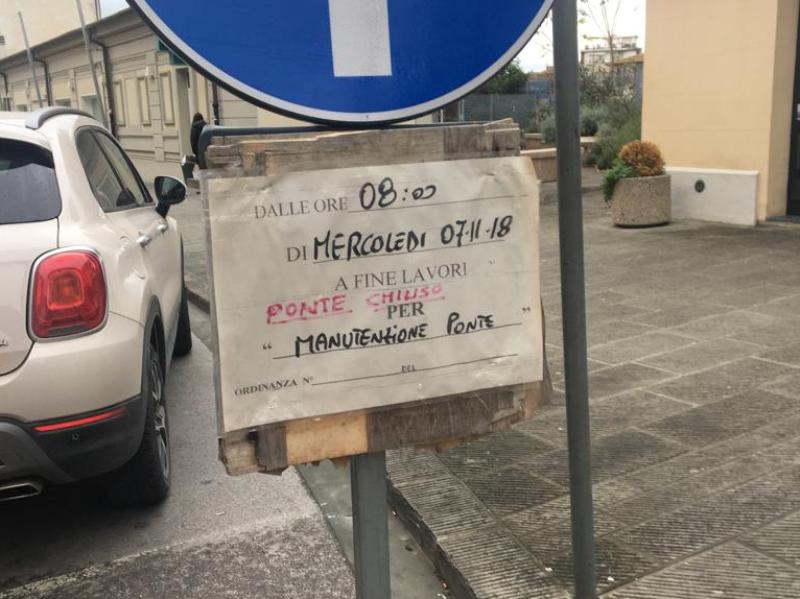 DALLE ORE 08:00
DI MERCOLEDI 07-11-18
A FINE LAVORI
PONTE CHIUSO
PER
“ MANUTENZIONE PONTE ”
ORDINANZA N° DEL